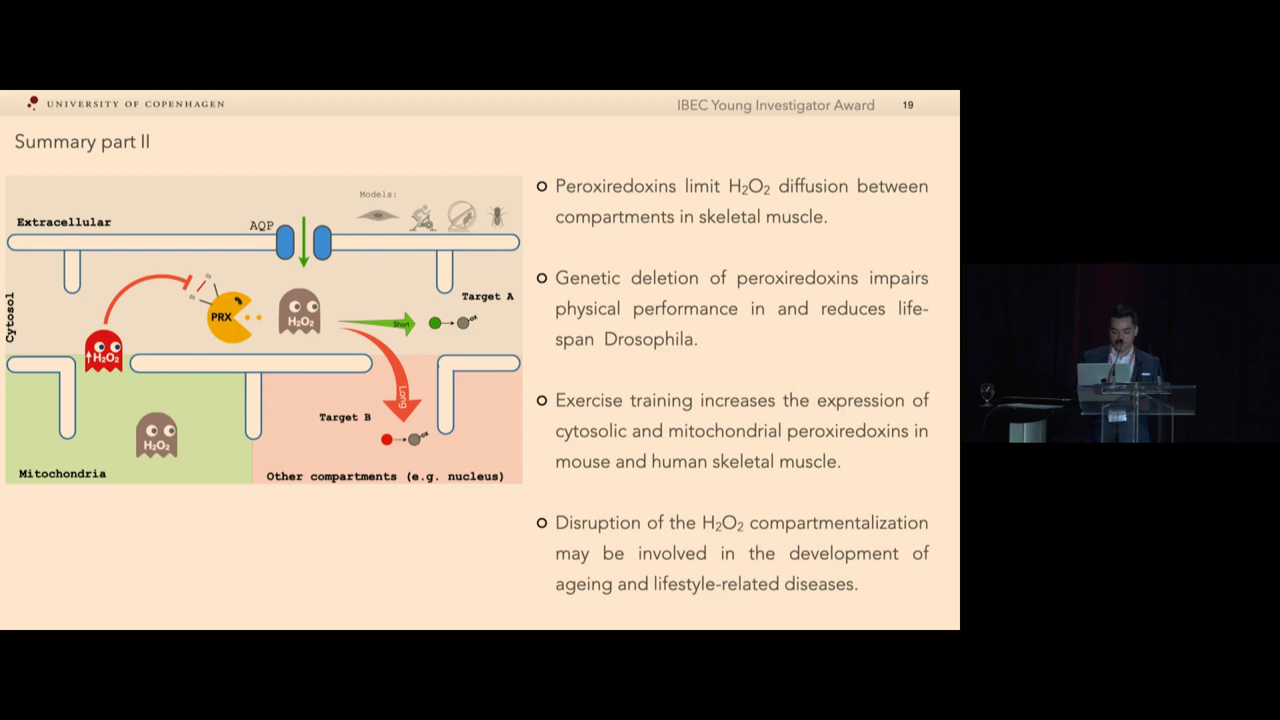 UNIVERSITY OF COPENHAGEN
IBEC Young Investigator Award
19
Summary part II
Models:
Extracellular
AQP
Cytosol
PRX
H₂O₂
Target A
Short
ox
↑H₂O₂
Long
Target B
ox
H₂O₂
Mitochondria
Other compartments (e.g. nucleus)
Peroxiredoxins limit H₂O₂ diffusion between
compartments in skeletal muscle.
Genetic deletion of peroxiredoxins impairs
physical performance in and reduces life-
span Drosophila.
Exercise training increases the expression of
cytosolic and mitochondrial peroxiredoxins in
mouse and human skeletal muscle.
Disruption of the H₂O₂ compartmentalization
may be involved in the development of
ageing and lifestyle-related diseases.